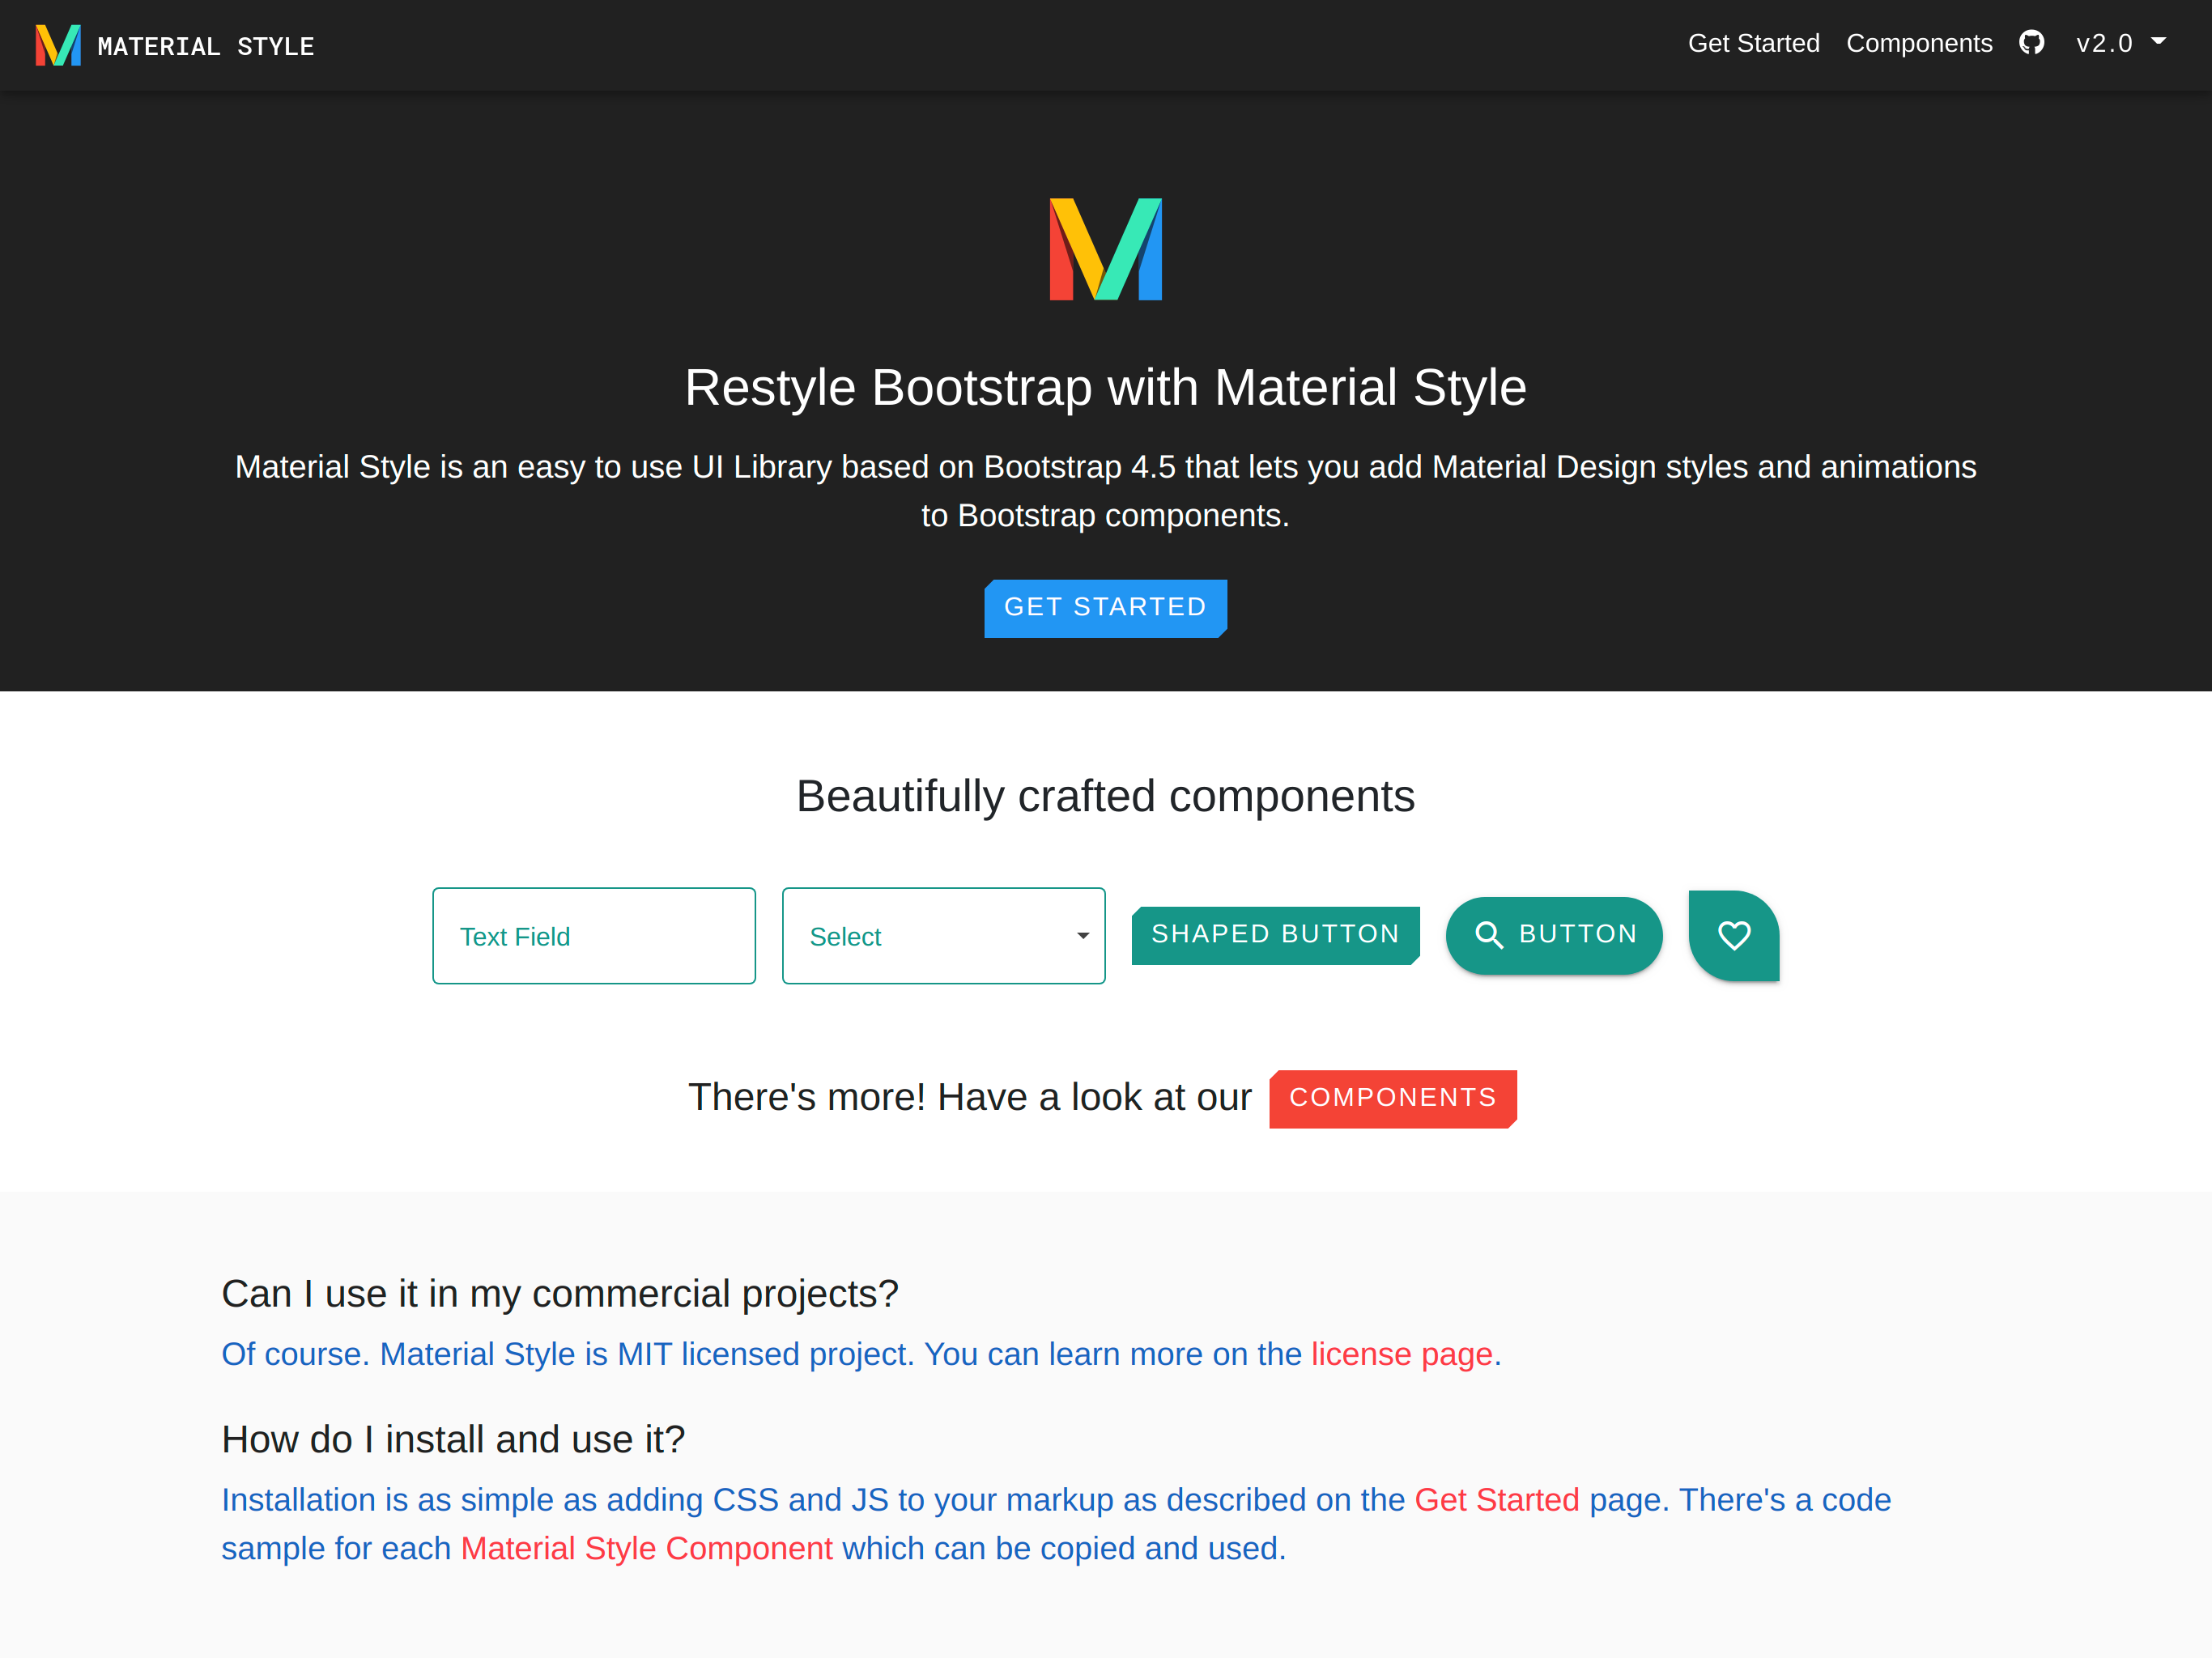 MATERIAL STYLE
Get Started Components v2.0
Restyle Bootstrap with Material Style
Material Style is an easy to use UI Library based on Bootstrap 4.5 that lets you add Material Design styles and animations
to Bootstrap components.
GET STARTED
Beautifully crafted components
Text Field Select SHAPED BUTTON BUTTON
There's more! Have a look at our COMPONENTS
Can I use it in my commercial projects?
Of course. Material Style is MIT licensed project. You can learn more on the license page.
How do I install and use it?
Installation is as simple as adding CSS and JS to your markup as described on the Get Started page. There's a code
sample for each Material Style Component which can be copied and used.